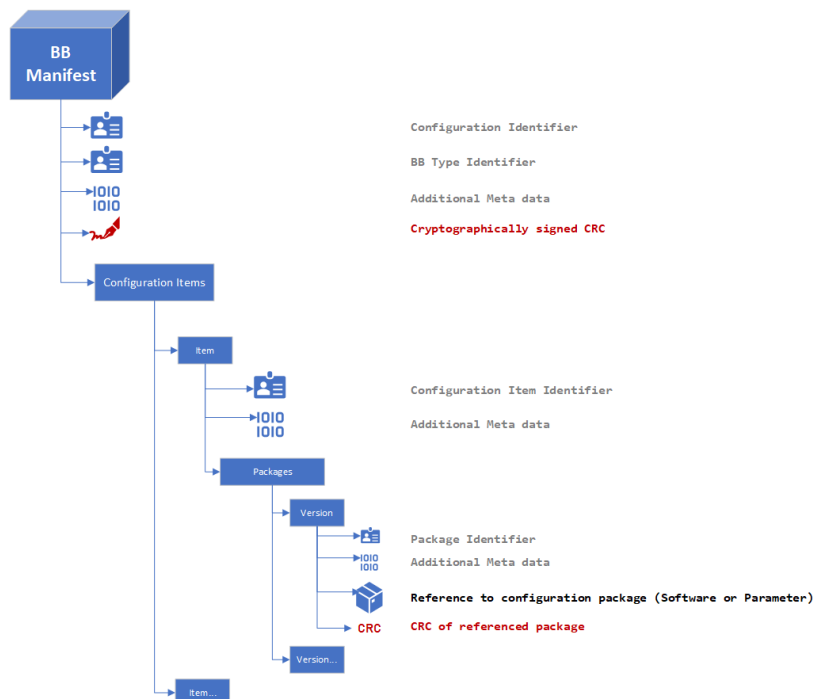 BB
Manifest
Configuration Identifier
BB Type Identifier
1010
1010
Additional Meta data
Cryptographically signed CRC
Configuration Items
Item
Configuration Item Identifier
1010
1010
Additional Meta data
Packages
Version
Package Identifier
1010
1010
Additional Meta data
Reference to configuration package (Software or Parameter)
CRC
CRC of referenced package
Version...
Item...